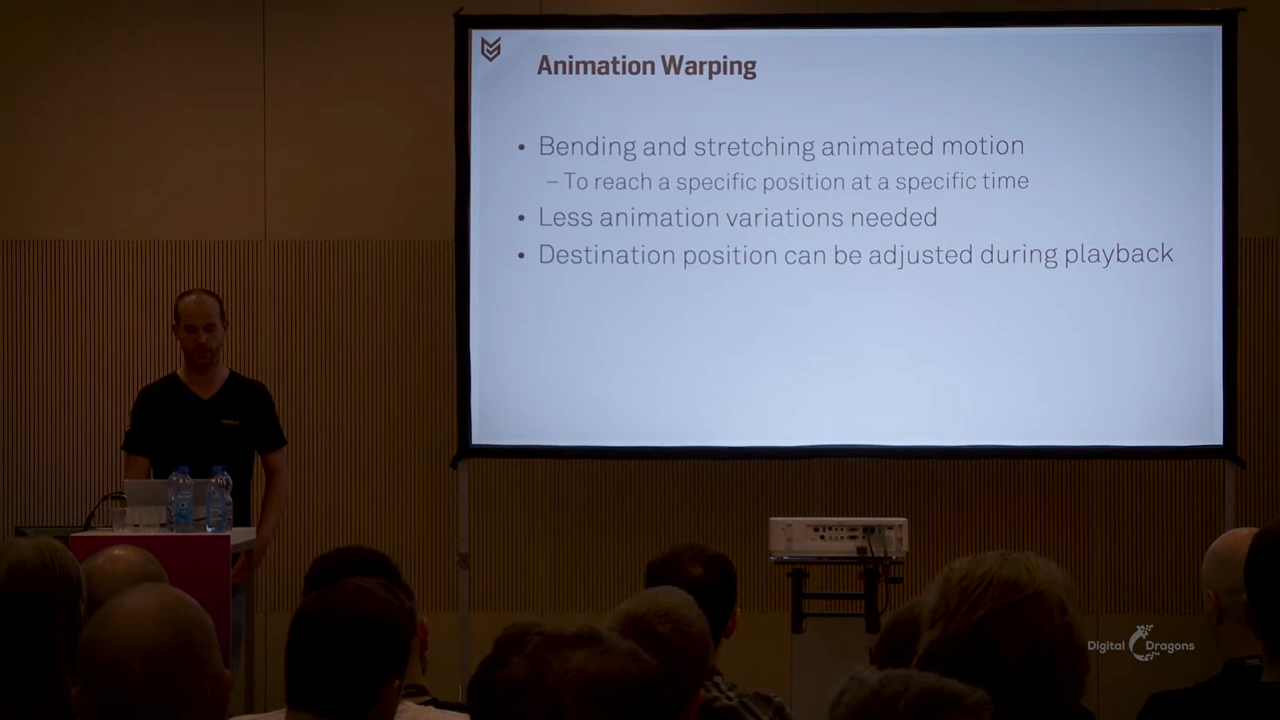 Animation Warping
• Bending and stretching animated motion
– To reach a specific position at a specific time
• Less animation variations needed
• Destination position can be adjusted during playback
Digital Dragons